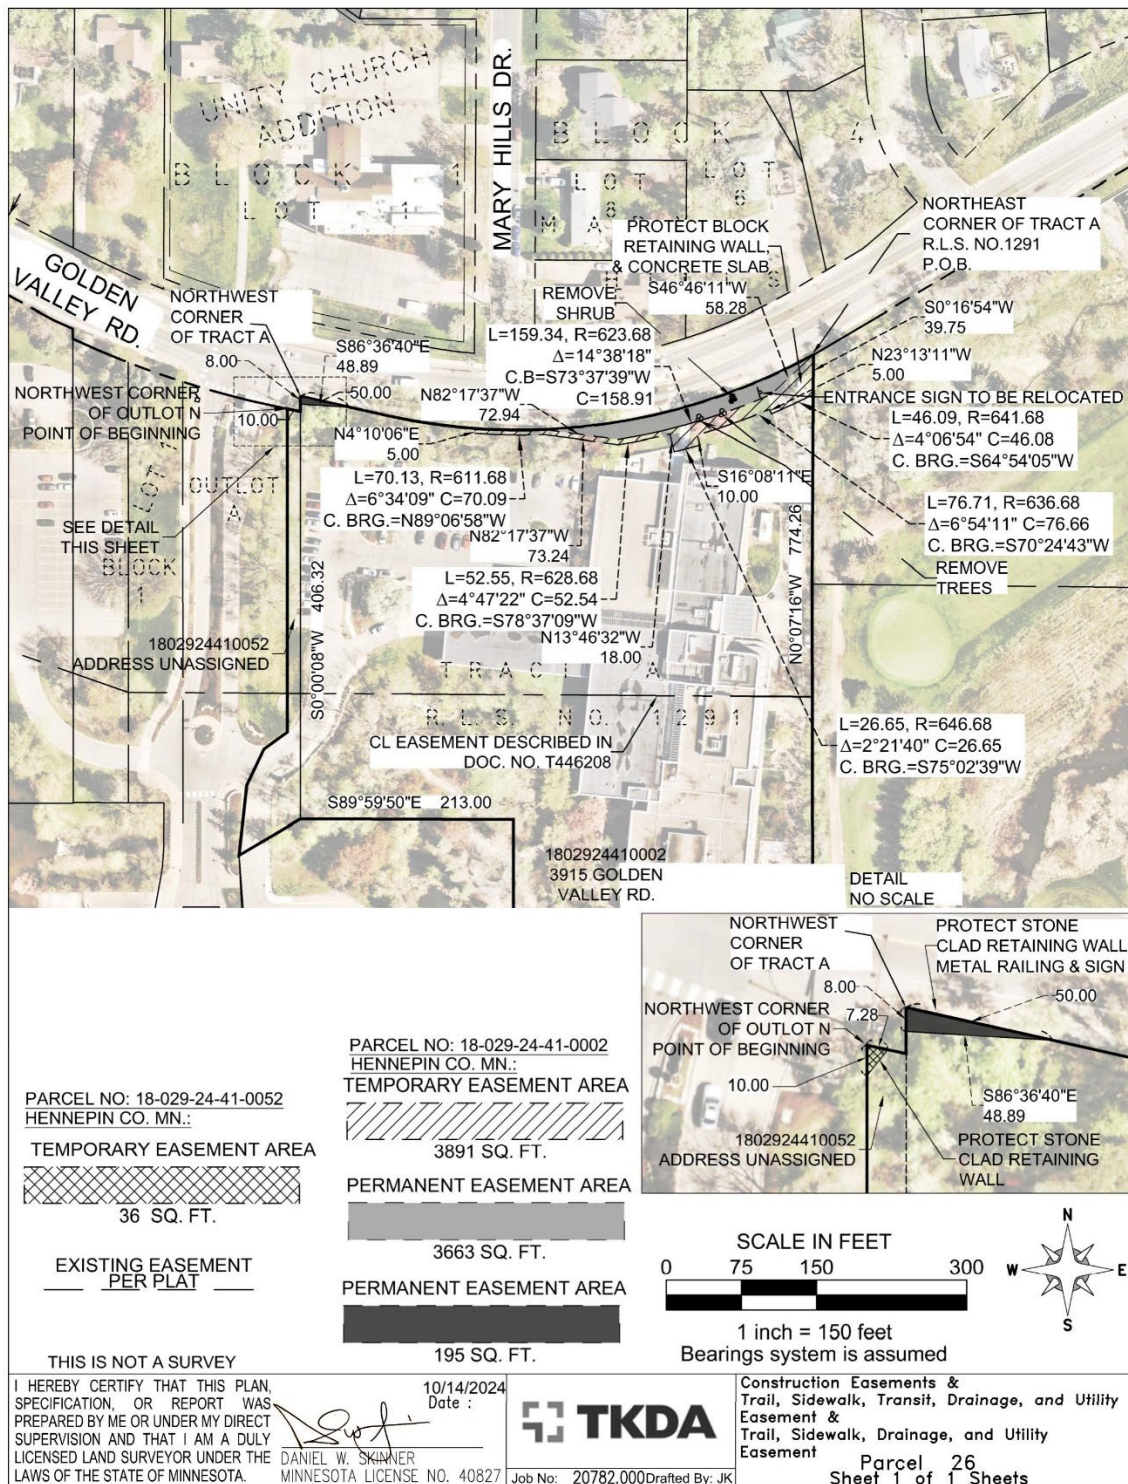 UNITY CHURCH
ADDITION
BLOCK 1
LOT 1
MARY HILLS DR.
BLOCK 4
LOT
8
LOT
6
M A
GOLDEN
VALLEY RD.
NORTHWEST
CORNER
OF TRACT A
8.00
S86°36'40"E
48.89
50.00
NORTHWEST CORNER
OF OUTLOT N
POINT OF BEGINNING
10.00
N4°10'06"E
5.00
PROTECT BLOCK
RETAINING WALL
& CONCRETE SLAB
S46°46'11"W
58.28
REMOVE
SHRUB
L=159.34, R=623.68
Δ=14°38'18"
C.B=S73°37'39"W
C=158.91
N82°17'37"W
72.94
NORTHEAST
CORNER OF TRACT A
R.L.S. NO.1291
P.O.B.
S0°16'54"W
39.75
N23°13'11"W
5.00
ENTRANCE SIGN TO BE RELOCATED
L=46.09, R=641.68
Δ=4°06'54" C=46.08
C. BRG.=S64°54'05"W
L=70.13, R=611.68
Δ=6°34'09" C=70.09
C. BRG.=N89°06'58"W
S16°08'11"E
10.00
L=76.71, R=636.68
Δ=6°54'11" C=76.66
C. BRG.=S70°24'43"W
N82°17'37"W
73.24
REMOVE
TREES
L=52.55, R=628.68
Δ=4°47'22" C=52.54
C. BRG.=S78°37'09"W
N13°46'32"W
18.00
LOT 1
OUTLOT
A
SEE DETAIL
THIS SHEET
BLOCK
1
1802924410052
ADDRESS UNASSIGNED
S0°00'08"W 406.32
N0°07'16"W 774.26
TRACT A
R.L.S. NO. 1291
CL EASEMENT DESCRIBED IN
DOC. NO. T446208
L=26.65, R=646.68
Δ=2°21'40" C=26.65
C. BRG.=S75°02'39"W
S89°59'50"E 213.00
1802924410002
3915 GOLDEN
VALLEY RD.
DETAIL
NO SCALE
NORTHWEST
CORNER
OF TRACT A
PROTECT STONE
CLAD RETAINING WALL
METAL RAILING & SIGN
8.00
50.00
NORTHWEST CORNER
OF OUTLOT N
POINT OF BEGINNING
7.28
10.00
S86°36'40"E
48.89
1802924410052
ADDRESS UNASSIGNED
PROTECT STONE
CLAD RETAINING
WALL
PARCEL NO: 18-029-24-41-0052
HENNEPIN CO. MN.:
TEMPORARY EASEMENT AREA
36 SQ. FT.
EXISTING EASEMENT
PER PLAT
PARCEL NO: 18-029-24-41-0002
HENNEPIN CO. MN.:
TEMPORARY EASEMENT AREA
3891 SQ. FT.
PERMANENT EASEMENT AREA
3663 SQ. FT.
PERMANENT EASEMENT AREA
195 SQ. FT.
SCALE IN FEET
0 75 150 300
1 inch = 150 feet
Bearings system is assumed
N
W E
S
THIS IS NOT A SURVEY
I HEREBY CERTIFY THAT THIS PLAN,
SPECIFICATION, OR REPORT WAS
PREPARED BY ME OR UNDER MY DIRECT
SUPERVISION AND THAT I AM A DULY
LICENSED LAND SURVEYOR UNDER THE
LAWS OF THE STATE OF MINNESOTA.
10/14/2024
Date :
DANIEL W. SKINNER
MINNESOTA LICENSE NO. 40827
TKDA
Job No: 20782.000 Drafted By: JK
Construction Easements &
Trail, Sidewalk, Transit, Drainage, and Utility
Easement &
Trail, Sidewalk, Drainage, and Utility
Easement
Parcel 26
Sheet 1 of 1 Sheets